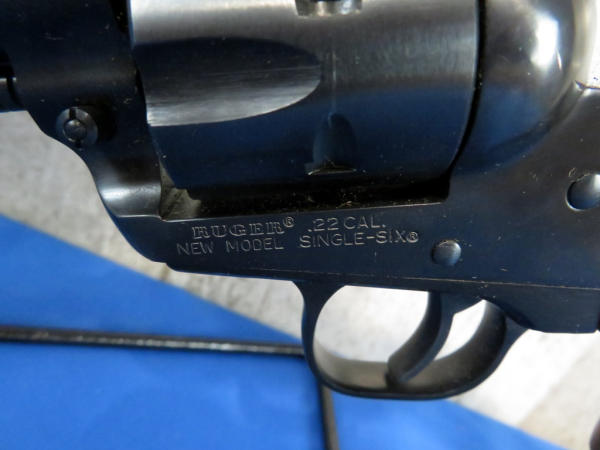 RUGER® .22 CAL.
NEW MODEL SINGLE-SIX®